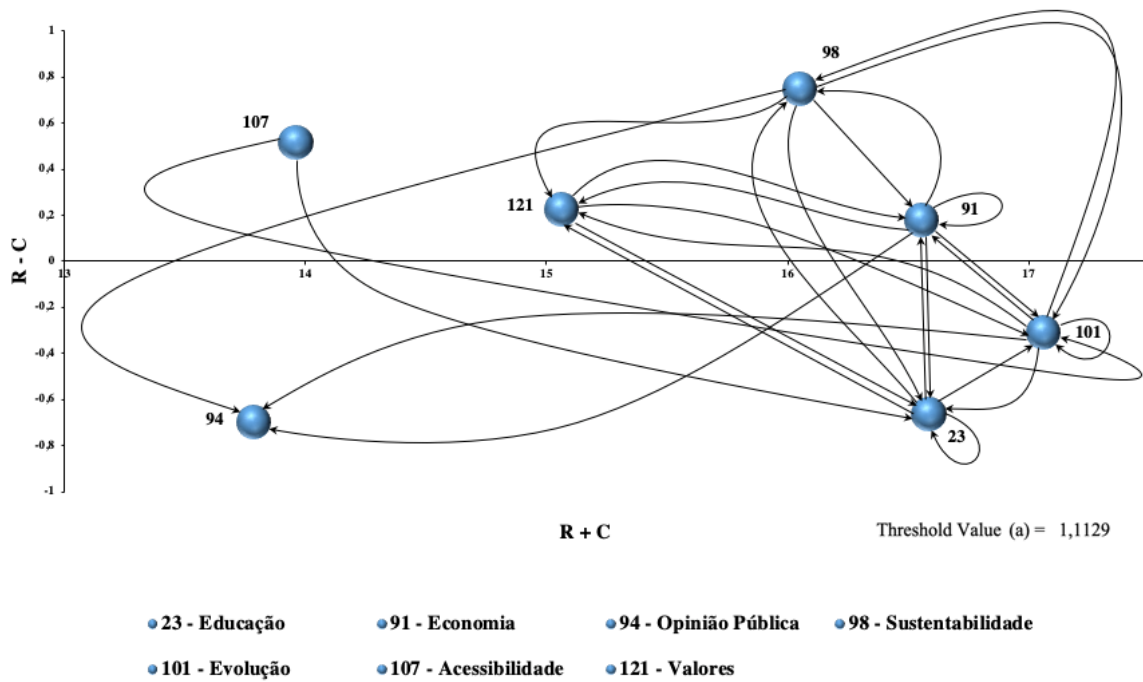 1
98
0,8
0,6
107
0,4
121
0,2
91
R - C
0
13
14
15
16
17
-0,2
101
-0,4
-0,6
94
23
-0,8
-1
R + C
Threshold Value (a) = 1,1129
23 - Educação
91 - Economia
94 - Opinião Pública
98 - Sustentabilidade
101 - Evolução
107 - Acessibilidade
121 - Valores